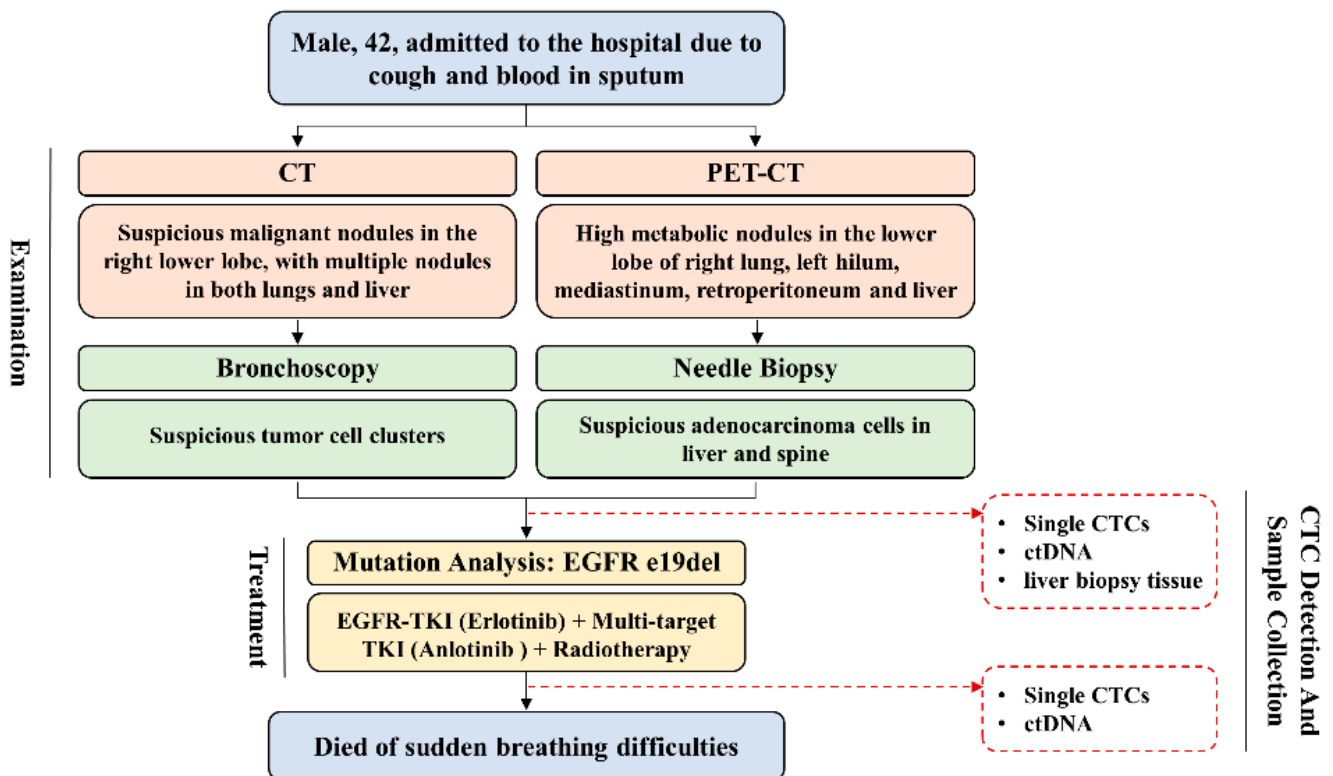 Male, 42, admitted to the hospital due to
cough and blood in sputum
Examination
CT
PET-CT
Suspicious malignant nodules in the
right lower lobe, with multiple nodules
in both lungs and liver
High metabolic nodules in the lower
lobe of right lung, left hilum,
mediastinum, retroperitoneum and liver
Bronchoscopy
Needle Biopsy
Suspicious tumor cell clusters
Suspicious adenocarcinoma cells in
liver and spine
Treatment
Mutation Analysis: EGFR e19del
EGFR-TKI (Erlotinib) + Multi-target
TKI (Anlotinib ) + Radiotherapy
CTC Detection And
Sample Collection
• Single CTCs
• ctDNA
• liver biopsy tissue
• Single CTCs
• ctDNA
Died of sudden breathing difficulties